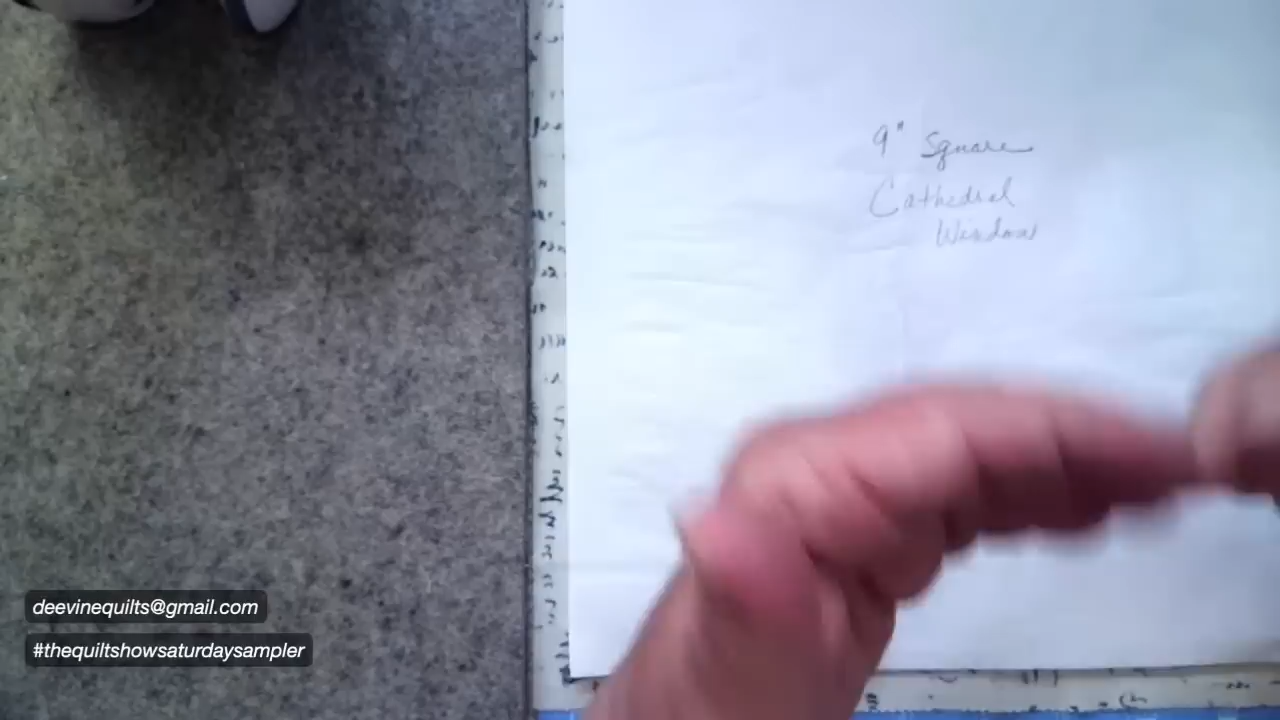 9" Square
Cathedral
Window
deevinequilts@gmail.com
#thequiltshowsaturdaysampler